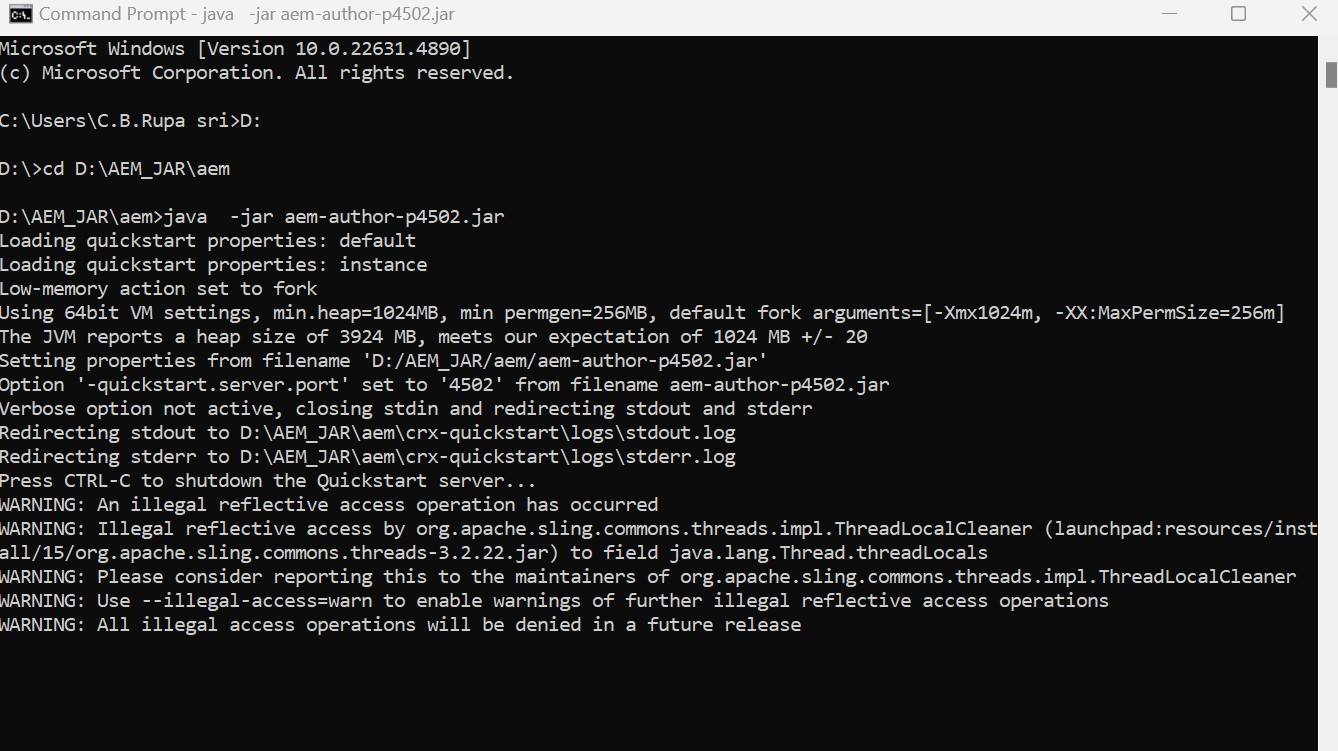 Command Prompt - java  -jar aem-author-p4502.jar
Microsoft Windows [Version 10.0.22631.4890]
(c) Microsoft Corporation. All rights reserved.
C:\Users\C.B.Rupa sri>D:
D:\>cd D:\AEM_JAR\aem
D:\AEM_JAR\aem>java  -jar aem-author-p4502.jar
Loading quickstart properties: default
Loading quickstart properties: instance
Low-memory action set to fork
Using 64bit VM settings, min.heap=1024MB, min permgen=256MB, default fork arguments=[-Xmx1024m, -XX:MaxPermSize=256m]
The JVM reports a heap size of 3924 MB, meets our expectation of 1024 MB +/- 20
Setting properties from filename 'D:/AEM_JAR/aem/aem-author-p4502.jar'
Option '-quickstart.server.port' set to '4502' from filename aem-author-p4502.jar
Verbose option not active, closing stdin and redirecting stdout and stderr
Redirecting stdout to D:\AEM_JAR\aem\crx-quickstart\logs\stdout.log
Redirecting stderr to D:\AEM_JAR\aem\crx-quickstart\logs\stderr.log
Press CTRL-C to shutdown the Quickstart server...
WARNING: An illegal reflective access operation has occurred
WARNING: Illegal reflective access by org.apache.sling.commons.threads.impl.ThreadLocalCleaner (launchpad:resources/inst
all/15/org.apache.sling.commons.threads-3.2.22.jar) to field java.lang.Thread.threadLocals
WARNING: Please consider reporting this to the maintainers of org.apache.sling.commons.threads.impl.ThreadLocalCleaner
WARNING: Use --illegal-access=warn to enable warnings of further illegal reflective access operations
WARNING: All illegal access operations will be denied in a future release